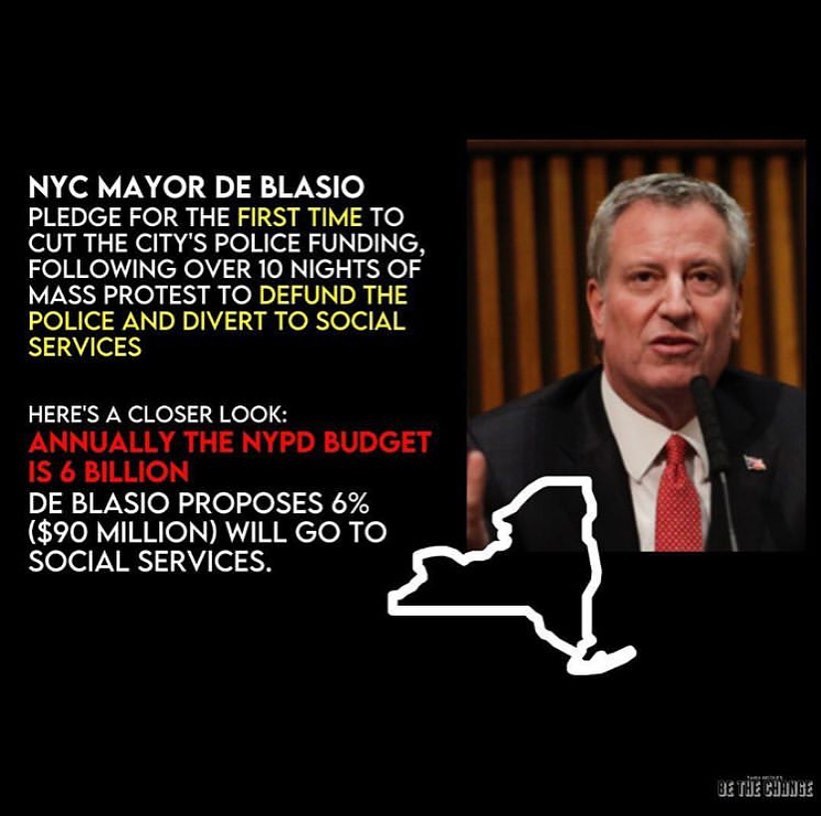 NYC MAYOR DE BLASIO
PLEDGE FOR THE FIRST TIME TO
CUT THE CITY'S POLICE FUNDING,
FOLLOWING OVER 10 NIGHTS OF
MASS PROTEST TO DEFUND THE
POLICE AND DIVERT TO SOCIAL
SERVICES
HERE'S A CLOSER LOOK:
ANNUALLY THE NYPD BUDGET
IS 6 BILLION
DE BLASIO PROPOSES 6%
($90 MILLION) WILL GO TO
SOCIAL SERVICES.
BE THE CHANGE